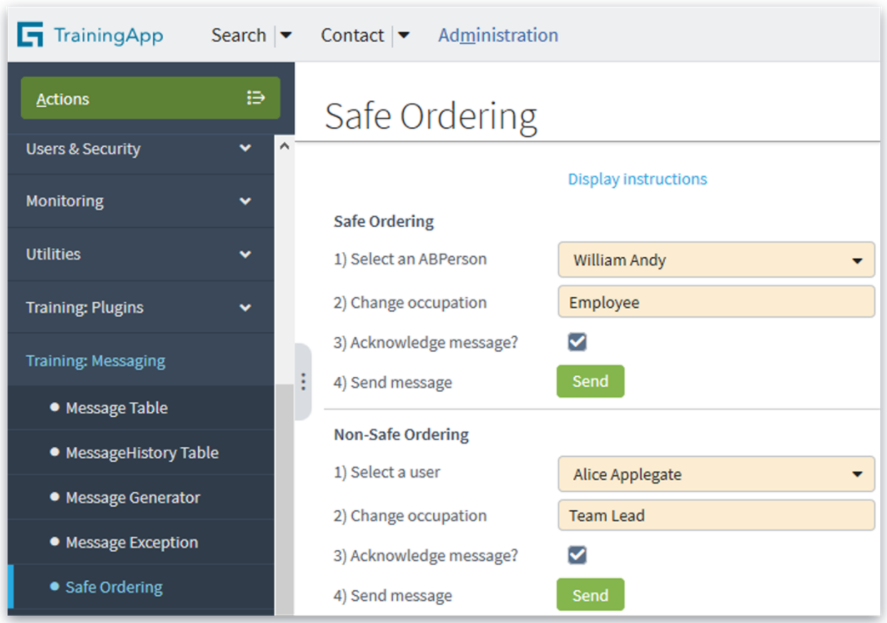 TrainingApp Search Contact Administration
Actions
Users & Security
Monitoring
Utilities
Training: Plugins
Training: Messaging
Message Table
MessageHistory Table
Message Generator
Message Exception
Safe Ordering
Safe Ordering
Display instructions
Safe Ordering
1) Select an ABPerson William Andy
2) Change occupation Employee
3) Acknowledge message?
4) Send message Send
Non-Safe Ordering
1) Select a user Alice Applegate
2) Change occupation Team Lead
3) Acknowledge message?
4) Send message Send